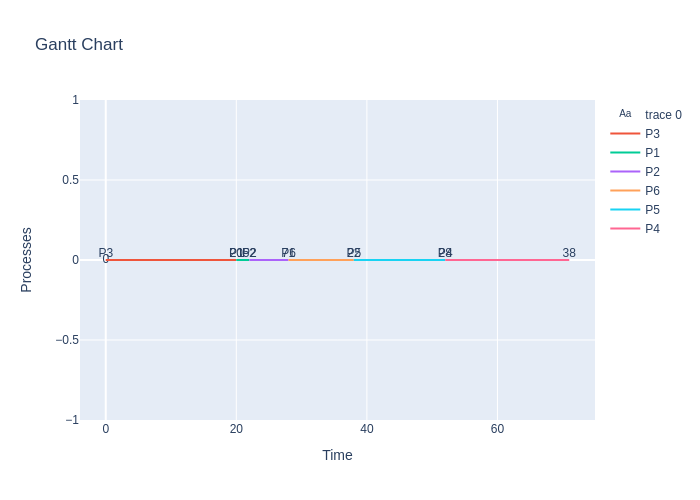 Gantt Chart
1
0.5
0
−0.5
−1
Processes
P3
0
38
0
20
40
60
Time
Aa
trace 0
P3
P1
P2
P6
P5
P4